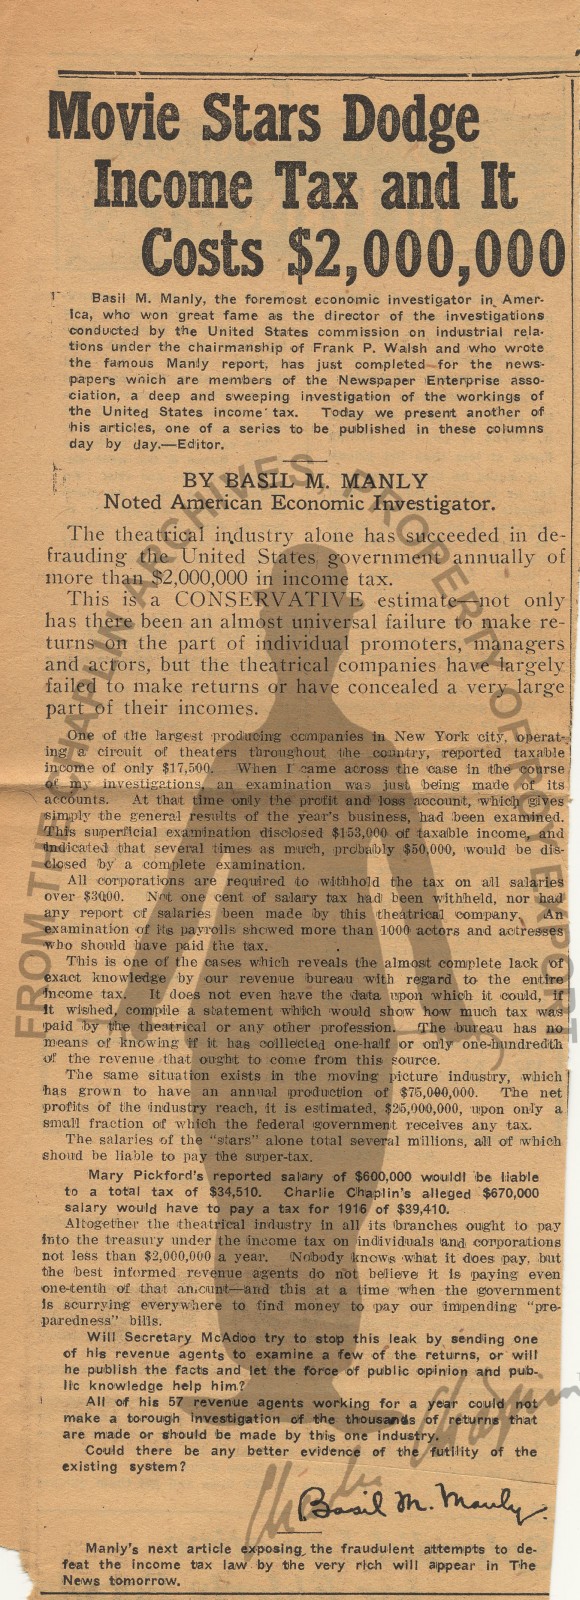 Movie Stars Dodge
Income Tax and It
Costs $2,000,000
Basil M. Manly, the foremost economic investigator in Amer-
ica, who won great fame as the director of the investigations
conducted by the United States commission on industrial rela-
tions under the chairmanship of Frank P. Walsh and who wrote
the famous Manly report, has just completed for the news-
papers which are members of the Newspaper Enterprise asso-
ciation, a deep and sweeping investigation of the workings of
the United States income tax. Today we present another of
his articles, one of a series to be published in these columns
day by day.—Editor.
BY BASIL M. MANLY
Noted American Economic Investigator.
The theatrical industry alone has succeeded in de-
frauding the United States government annually of
more than $2,000,000 in income tax.
This is a CONSERVATIVE estimate—not only
has there been an almost universal failure to make re-
turns on the part of individual promoters, managers
and actors, but the theatrical companies have largely
failed to make returns or have concealed a very large
part of their incomes.
One of the largest producing companies in New York city, operat-
ing a circuit of theaters throughout the country, reported taxable
income of only $17,500. When I came across the case in the course
of my investigations, an examination was just being made of its
accounts. At that time only the profit and loss account, which gives
simply the general results of the year's business, had been examined.
This superficial examination disclosed $153,000 of taxable income, and
indicated that several times as much, probably $50,000, would be dis-
closed by a complete examination.
All corporations are required to withhold the tax on all salaries
over $3000. Not one cent of salary tax had been withheld, nor had
any report of salaries been made by this theatrical company. An
examination of its payrolls showed more than 1000 actors and actresses
who should have paid the tax.
This is one of the cases which reveals the almost complete lack of
exact knowledge by our revenue bureau with regard to the entire
income tax. It does not even have the data upon which it could, if
it wished, compile a statement which would show how much tax was
paid by the theatrical or any other profession. The bureau has no
means of knowing if it has colllected one-half or only one-hundredth
of the revenue that ought to come from this source.
The same situation exists in the moving picture industry, which
has grown to have an annual production of $75,000,000. The net
profits of the industry reach, it is estimated, $25,000,000, upon only a
small fraction of which the federal government receives any tax.
The salaries of the "stars" alone total several millions, all of which
should be liable to pay the super-tax.
Mary Pickford's reported salary of $600,000 wouldl be liable
to a total tax of $34,510. Charlie Chaplin's alleged $670,000
salary would have to pay a tax for 1916 of $39,410.
Altogether the theatrical industry in all its branches ought to pay
into the treasury under the income tax on individuals and corporations
not less than $2,000,000 a year. Nobody knows what it does pay, but
the best informed revenue agents do not believe it is paying even
one-tenth of that amount—and this at a time when the government
is scurrying everywhere to find money to pay our impending "pre-
paredness" bills.
Will Secretary McAdoo try to stop this leak by sending one
of his revenue agents to examine a few of the returns, or will
he publish the facts and let the force of public opinion and pub-
lic knowledge help him?
All of his 57 revenue agents working for a year could not
make a torough investigation of the thousands of returns that
are made or should be made by this one industry.
Could there be any better evidence of the futility of the
existing system?
Basil M. Manly.
Manly's next article exposing the fraudulent attempts to de-
feat the income tax law by the very rich will appear in The
News tomorrow.
FROM THE CHAPLIN ARCHIVES, PROPERTY OF ROY EXPORT
Charlie Chaplin